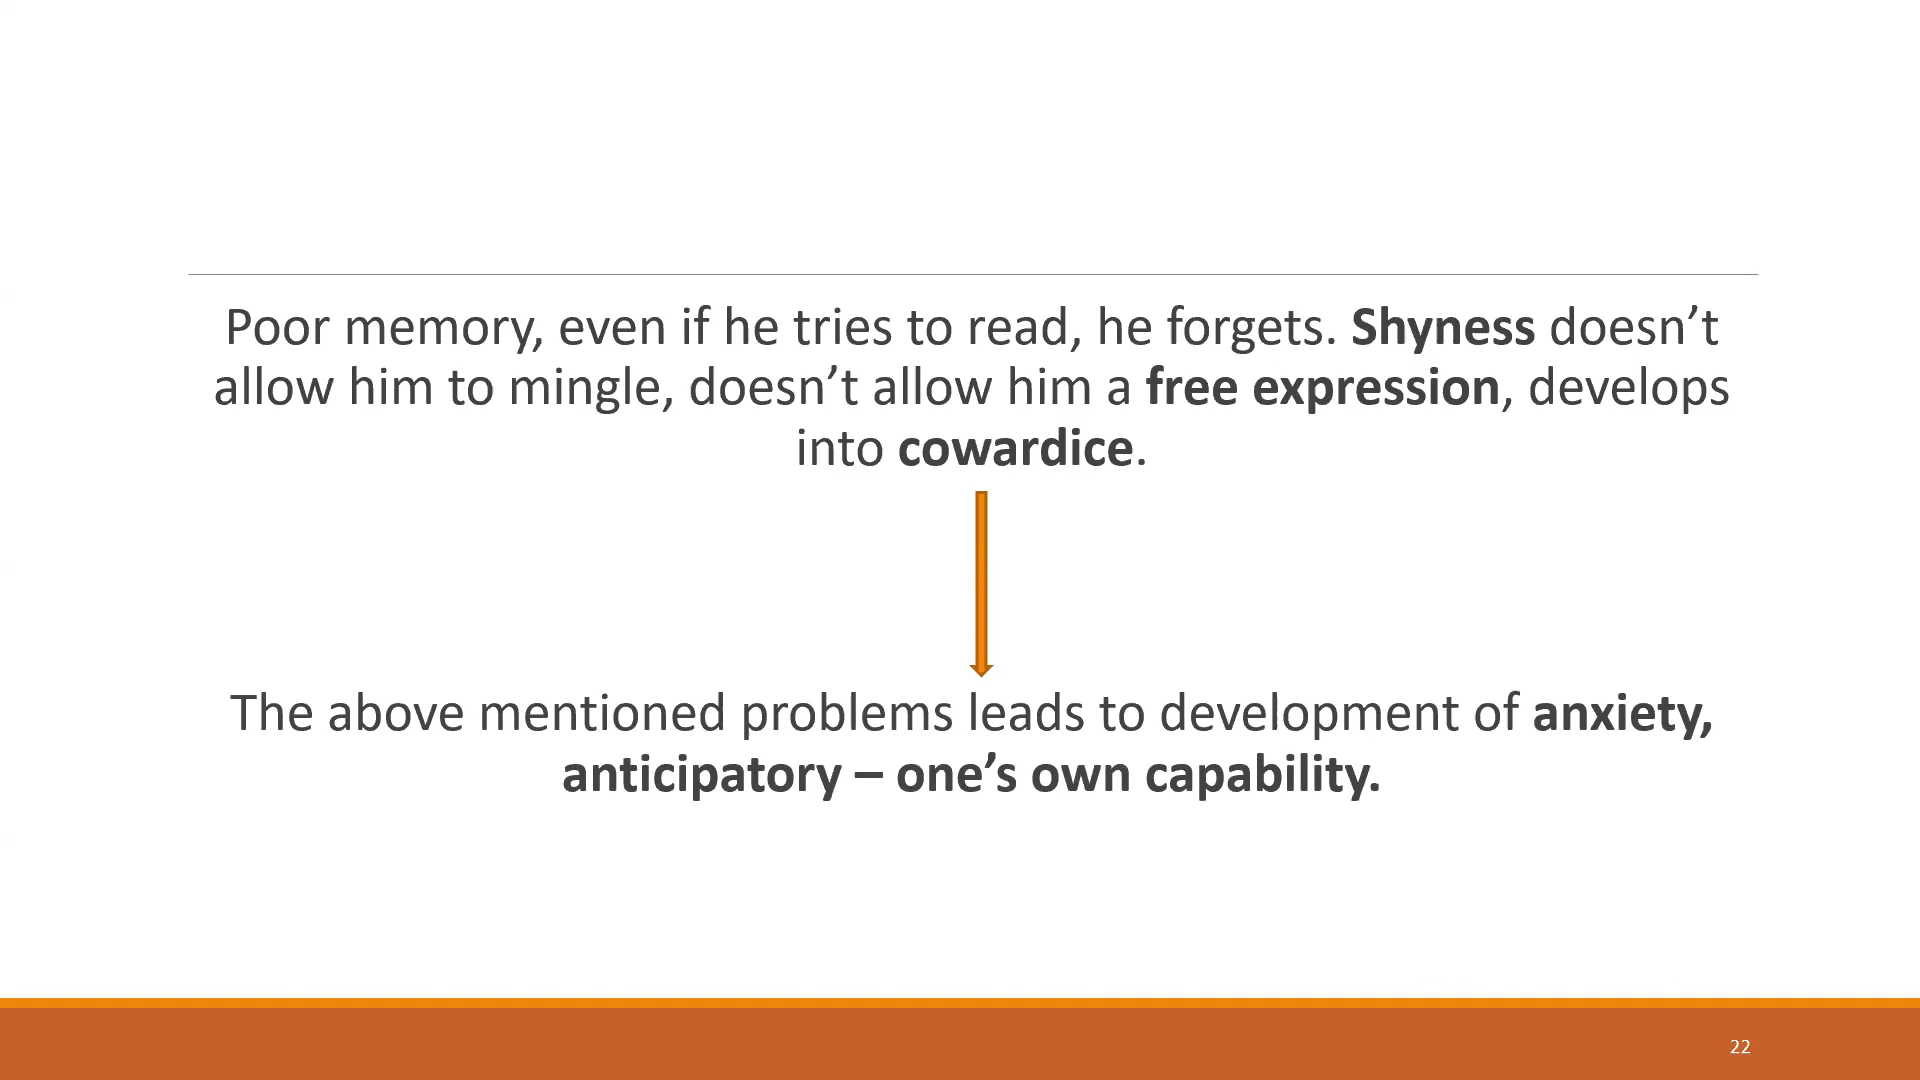 Poor memory, even if he tries to read, he forgets. Shyness doesn’t
allow him to mingle, doesn’t allow him a free expression, develops
into cowardice.
The above mentioned problems leads to development of anxiety,
anticipatory – one’s own capability.
22